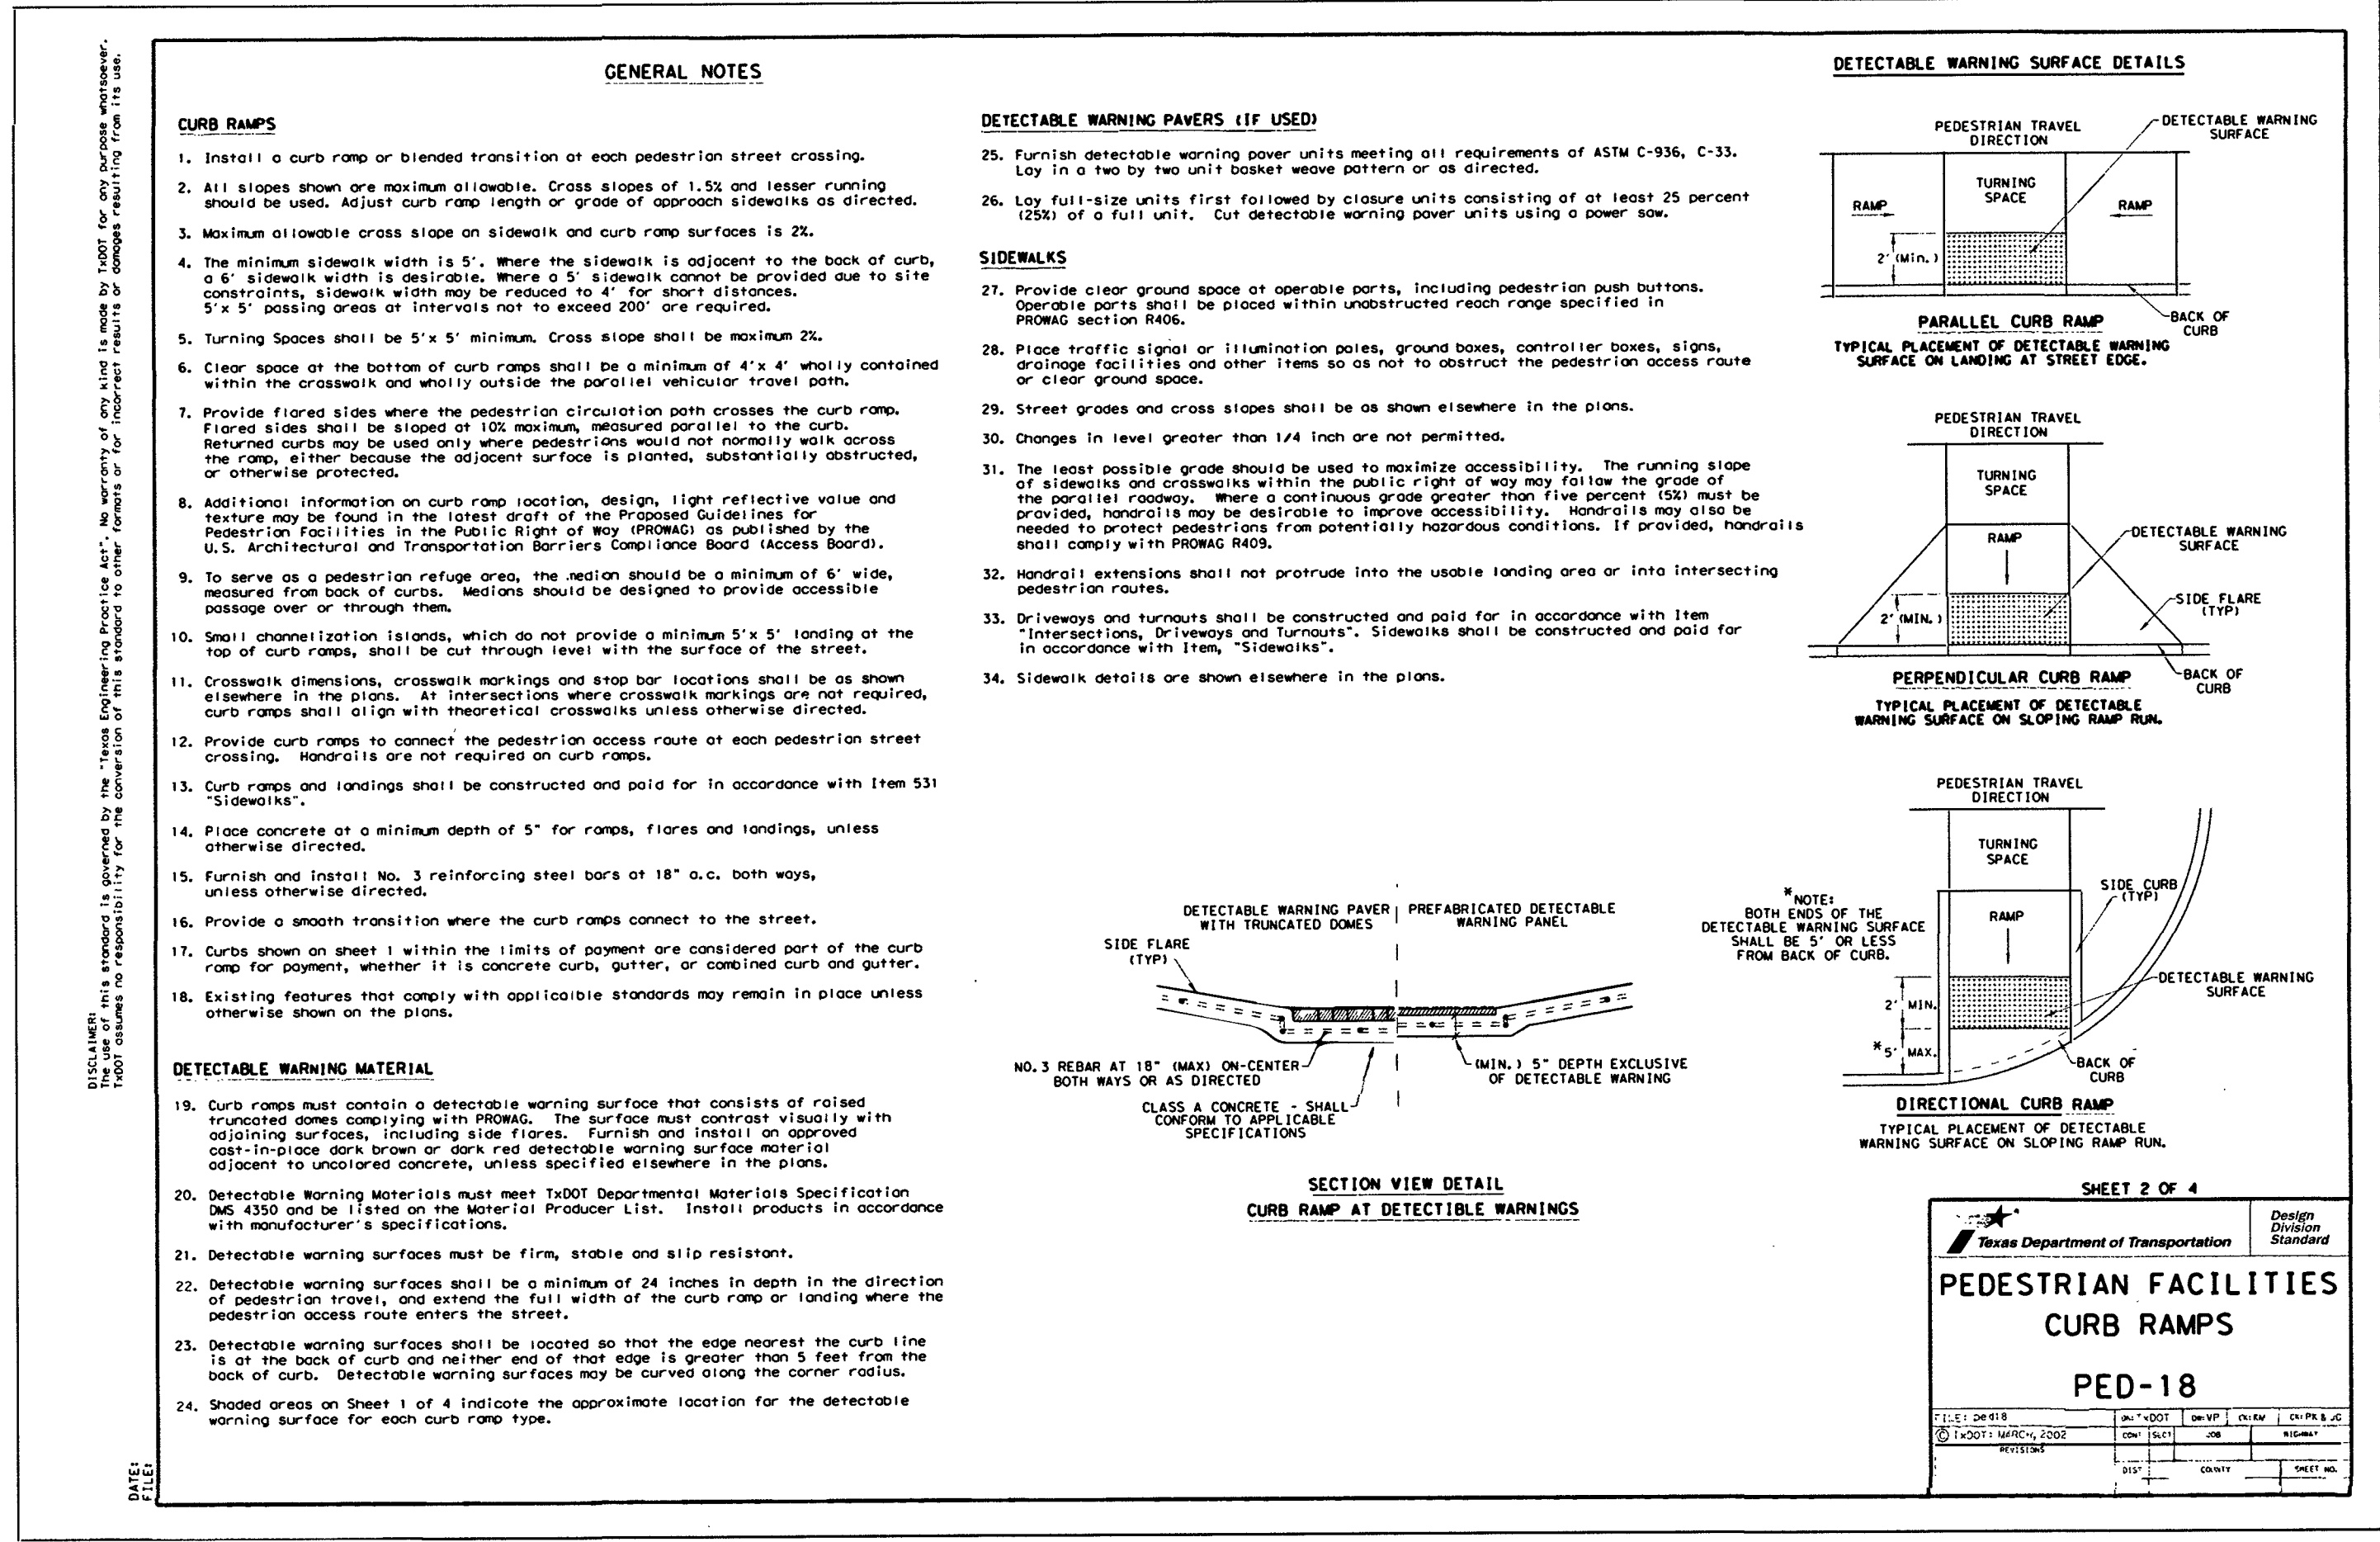 DISCLAIMER:
The use of this standard is governed by the "Texas Engineering Practice Act". No warranty of any kind is made by TxDOT for any purpose whatsoever.
TxDOT assumes no responsibility for the conversion of this standard to other formats or for incorrect results or damages resulting from its use.
DATE:
FILE:
GENERAL NOTES
CURB RAMPS
1. Install a curb ramp or blended transition at each pedestrian street crossing.
2. All slopes shown are maximum allowable. Cross slopes of 1.5% and lesser running
should be used. Adjust curb ramp length or grade of approach sidewalks as directed.
3. Maximum allowable cross slope on sidewalk and curb ramp surfaces is 2%.
4. The minimum sidewalk width is 5'. Where the sidewalk is adjacent to the back of curb,
a 6' sidewalk width is desirable. Where a 5' sidewalk cannot be provided due to site
constraints, sidewalk width may be reduced to 4' for short distances.
5'x 5' passing areas at intervals not to exceed 200' are required.
5. Turning Spaces shall be 5'x 5' minimum. Cross slope shall be maximum 2%.
6. Clear space at the bottom of curb ramps shall be a minimum of 4'x 4' wholly contained
within the crosswalk and wholly outside the parallel vehicular travel path.
7. Provide flared sides where the pedestrian circulation path crosses the curb ramp.
Flared sides shall be sloped at 10% maximum, measured parallel to the curb.
Returned curbs may be used only where pedestrians would not normally walk across
the ramp, either because the adjacent surface is planted, substantially obstructed,
or otherwise protected.
8. Additional information on curb ramp location, design, light reflective value and
texture may be found in the latest draft of the Proposed Guidelines for
Pedestrian Facilities in the Public Right of Way (PROWAG) as published by the
U.S. Architectural and Transportation Barriers Compliance Board (Access Board).
9. To serve as a pedestrian refuge area, the .nedian should be a minimum of 6' wide,
measured from back of curbs. Medians should be designed to provide accessible
passage over or through them.
10. Small channelization islands, which do not provide a minimum 5'x 5' landing at the
top of curb ramps, shall be cut through level with the surface of the street.
11. Crosswalk dimensions, crosswalk markings and stop bar locations shall be as shown
elsewhere in the plans. At intersections where crosswalk markings are not required,
curb ramps shall align with theoretical crosswalks unless otherwise directed.
12. Provide curb ramps to connect the pedestrian access route at each pedestrian street
crossing. Handrails are not required on curb ramps.
13. Curb ramps and landings shall be constructed and paid for in accordance with Item 531
"Sidewalks".
14. Place concrete at a minimum depth of 5" for ramps, flares and landings, unless
otherwise directed.
15. Furnish and install No. 3 reinforcing steel bars at 18" o.c. both ways,
unless otherwise directed.
16. Provide a smooth transition where the curb ramps connect to the street.
17. Curbs shown on sheet 1 within the limits of payment are considered part of the curb
ramp for payment, whether it is concrete curb, gutter, or combined curb and gutter.
18. Existing features that comply with applicalble standards may remain in place unless
otherwise shown on the plans.
DETECTABLE WARNING MATERIAL
19. Curb ramps must contain a detectable warning surface that consists of raised
truncated domes complying with PROWAG. The surface must contrast visually with
adjoining surfaces, including side flares. Furnish and install an approved
cast-in-place dark brown or dark red detectable warning surface material
adjacent to uncolored concrete, unless specified elsewhere in the plans.
20. Detectable Warning Materials must meet TxDOT Departmental Materials Specification
DMS 4350 and be listed on the Material Producer List. Install products in accordance
with manufacturer's specifications.
21. Detectable warning surfaces must be firm, stable and slip resistant.
22. Detectable warning surfaces shall be a minimum of 24 inches in depth in the direction
of pedestrian travel, and extend the full width of the curb ramp or landing where the
pedestrian access route enters the street.
23. Detectable warning surfaces shall be located so that the edge nearest the curb line
is at the back of curb and neither end of that edge is greater than 5 feet from the
back of curb. Detectable warning surfaces may be curved along the corner radius.
24. Shaded areas on Sheet 1 of 4 indicate the approximate location for the detectable
warning surface for each curb ramp type.
DETECTABLE WARNING PAVERS (IF USED)
25. Furnish detectable warning paver units meeting all requirements of ASTM C-936, C-33.
Lay in a two by two unit basket weave pattern or as directed.
26. Lay full-size units first followed by closure units consisting of at least 25 percent
(25%) of a full unit. Cut detectable warning paver units using a power saw.
SIDEWALKS
27. Provide clear ground space at operable parts, including pedestrian push buttons.
Operable parts shall be placed within unobstructed reach range specified in
PROWAG section R406.
28. Place traffic signal or illumination poles, ground boxes, controller boxes, signs,
drainage facilities and other items so as not to obstruct the pedestrian access route
or clear ground space.
29. Street grades and cross slopes shall be as shown elsewhere in the plans.
30. Changes in level greater than 1/4 inch are not permitted.
31. The least possible grade should be used to maximize accessibility. The running slope
of sidewalks and crosswalks within the public right of way may follow the grade of
the parallel roadway. Where a continuous grade greater than five percent (5%) must be
provided, handrails may be desirable to improve accessibility. Handrails may also be
needed to protect pedestrians from potentially hazardous conditions. If provided, handrails
shall comply with PROWAG R409.
32. Handrail extensions shall not protrude into the usable landing area or into intersecting
pedestrian routes.
33. Driveways and turnouts shall be constructed and paid for in accordance with Item
"Intersections, Driveways and Turnouts". Sidewalks shall be constructed and paid for
in accordance with Item, "Sidewalks".
34. Sidewalk details are shown elsewhere in the plans.
DETECTABLE WARNING PAVER
WITH TRUNCATED DOMES
PREFABRICATED DETECTABLE
WARNING PANEL
SIDE FLARE
(TYP)
NO.3 REBAR AT 18" (MAX) ON-CENTER
BOTH WAYS OR AS DIRECTED
(MIN.) 5" DEPTH EXCLUSIVE
OF DETECTABLE WARNING
CLASS A CONCRETE - SHALL
CONFORM TO APPLICABLE
SPECIFICATIONS
SECTION VIEW DETAIL
CURB RAMP AT DETECTIBLE WARNINGS
DETECTABLE WARNING SURFACE DETAILS
PEDESTRIAN TRAVEL
DIRECTION
DETECTABLE WARNING
SURFACE
TURNING
SPACE
RAMP
RAMP
2' (Min.)
BACK OF
CURB
PARALLEL CURB RAMP
TYPICAL PLACEMENT OF DETECTABLE WARNING
SURFACE ON LANDING AT STREET EDGE.
PEDESTRIAN TRAVEL
DIRECTION
TURNING
SPACE
RAMP
DETECTABLE WARNING
SURFACE
SIDE FLARE
(TYP)
2' (MIN.)
BACK OF
CURB
PERPENDICULAR CURB RAMP
TYPICAL PLACEMENT OF DETECTABLE
WARNING SURFACE ON SLOPING RAMP RUN.
PEDESTRIAN TRAVEL
DIRECTION
TURNING
SPACE
SIDE CURB
(TYP)
*NOTE:
BOTH ENDS OF THE
DETECTABLE WARNING SURFACE
SHALL BE 5' OR LESS
FROM BACK OF CURB.
RAMP
DETECTABLE WARNING
SURFACE
2' MIN.
*5' MAX.
BACK OF
CURB
DIRECTIONAL CURB RAMP
TYPICAL PLACEMENT OF DETECTABLE
WARNING SURFACE ON SLOPING RAMP RUN.
SHEET 2 OF 4
Texas Department of Transportation
Design
Division
Standard
PEDESTRIAN FACILITIES
CURB RAMPS
PED-18
FILE: ped18
DN: TxDOT
DW: VP
CK: KM
CK: PK & JG
© TxDOT: MARCH, 2002
CONT
SECT
JOB
HIGHWAY
REVISIONS
DIST
COUNTY
SHEET NO.